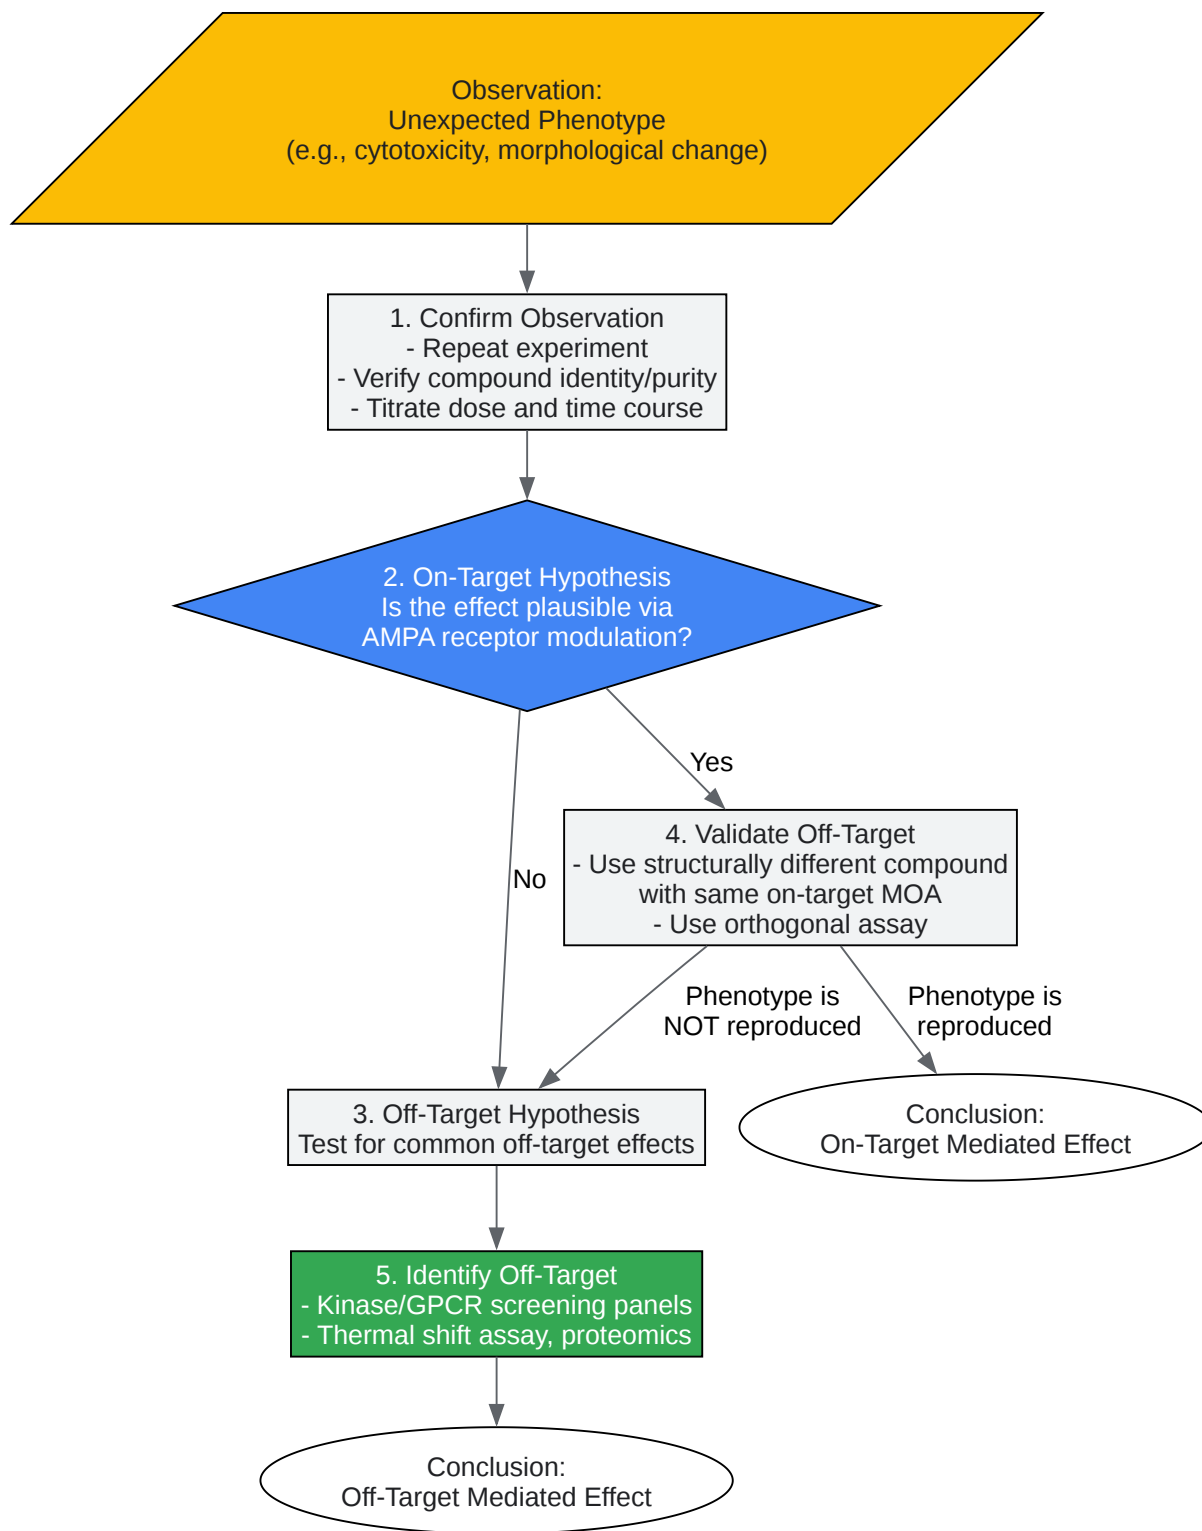 Observation:
Unexpected Phenotype
(e.g., cytotoxicity, morphological change)
1. Confirm Observation
- Repeat experiment
- Verify compound identity/purity
- Titrate dose and time course
2. On-Target Hypothesis
Is the effect plausible via
AMPA receptor modulation?
Yes
No
4. Validate Off-Target
- Use structurally different compound
with same on-target MOA
- Use orthogonal assay
Phenotype is
NOT reproduced
Phenotype is
reproduced
3. Off-Target Hypothesis
Test for common off-target effects
Conclusion:
On-Target Mediated Effect
5. Identify Off-Target
- Kinase/GPCR screening panels
- Thermal shift assay, proteomics
Conclusion:
Off-Target Mediated Effect